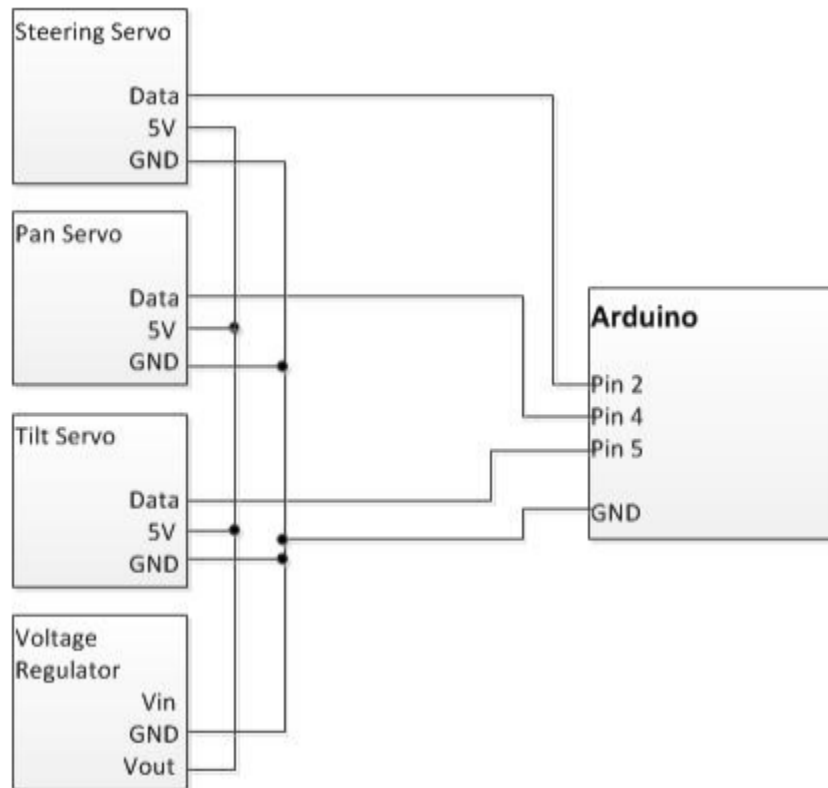 Steering Servo
Data
5V
GND
Pan Servo
Data
5V
GND
Tilt Servo
Data
5V
GND
Voltage
Regulator
Vin
GND
Vout
Arduino
Pin 2
Pin 4
Pin 5
GND